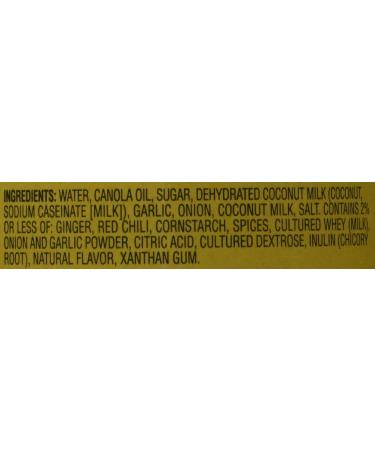 INGREDIENTS: WATER, CANOLA OIL, SUGAR, DEHYDRATED COCONUT MILK (COCONUT,
SODIUM CASEINATE [MILK]), GARLIC, ONION, COCONUT MILK, SALT. CONTAINS 2%
OR LESS OF: GINGER, RED CHILI, CORNSTARCH, SPICES, CULTURED WHEY (MILK),
ONION AND GARLIC POWDER, CITRIC ACID, CULTURED DEXTROSE, INULIN (CHICORY
ROOT), NATURAL FLAVOR, XANTHAN GUM.